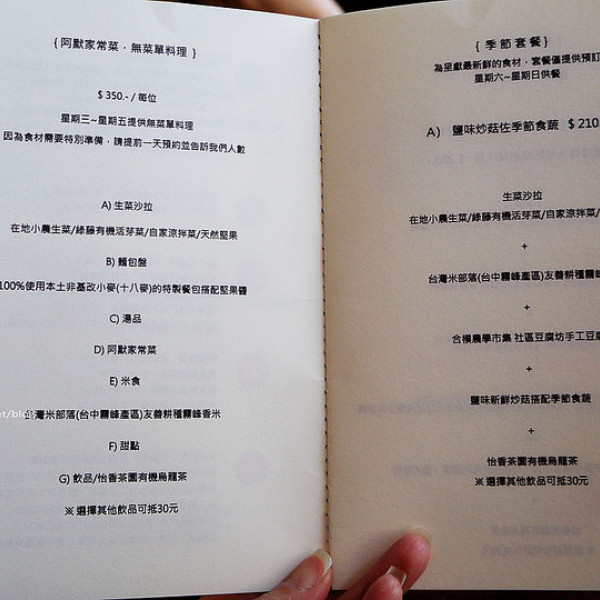 {阿默家常菜．無菜單料理 }
$ 350.- / 每位
星期三~星期五提供無菜單料理
因為食材需要特別準備，請提前一天預約並告訴我們人數
A) 生菜沙拉
在地小農生菜/綠藤有機活芽菜/自家涼拌菜/天然堅果
B) 麵包盤
100%使用本土非基改小麥(十八麥)的特製餐包搭配堅果醬
C) 湯品
D) 阿默家常菜
E) 米食
台灣米部落(台中霧峰產區)友善耕種霧峰香米
F) 甜點
G) 飲品/怡香茶園有機烏龍茶
※ 選擇其他飲品可抵30元
{ 季節套餐 }
為呈獻最新鮮的食材，套餐僅提供預訂
星期六~星期日供餐
A) 鹽味炒菇佐季節食蔬 $ 210
生菜沙拉
在地小農生菜/綠藤有機活芽菜/自家涼拌菜/天
+
台灣米部落(台中霧峰產區)友善耕種霧
+
合樸農學市集 社區豆腐坊手工豆
+
鹽味新鮮炒菇搭配季節食蔬
+
怡香茶園有機烏龍茶
※ 選擇其他飲品可抵30元